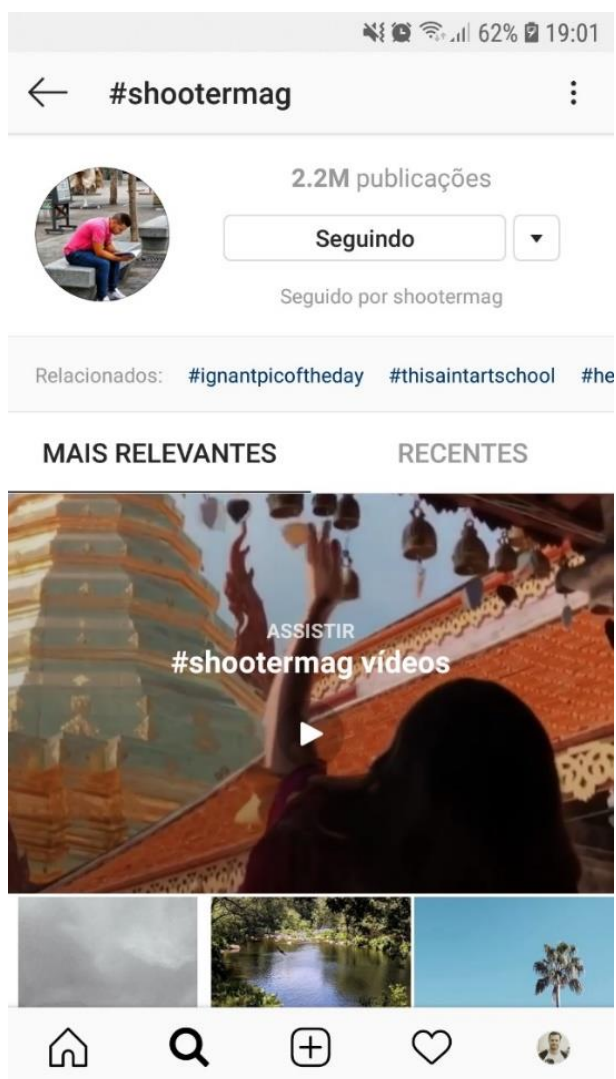 62% 19:01
#shootermag
2.2M publicações
Seguindo
Seguido por shootermag
Relacionados: #ignantpicoftheday #thisaintartschool #he
MAIS RELEVANTES RECENTES
ASSISTIR
#shootermag vídeos